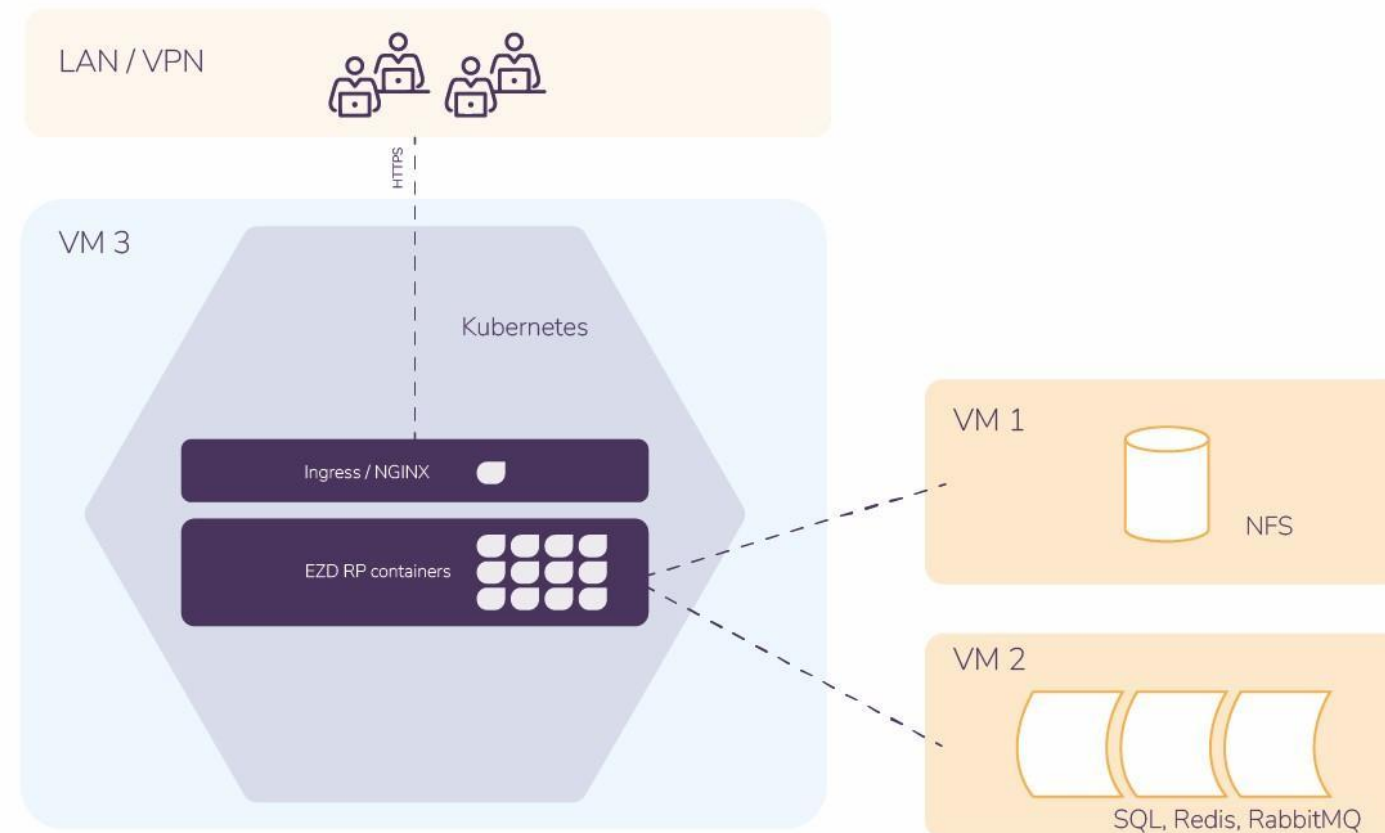 LAN / VPN
HTTPS
VM 3
Kubernetes
Ingress / NGINX
EZD RP containers
VM 1
NFS
VM 2
SQL, Redis, RabbitMQ